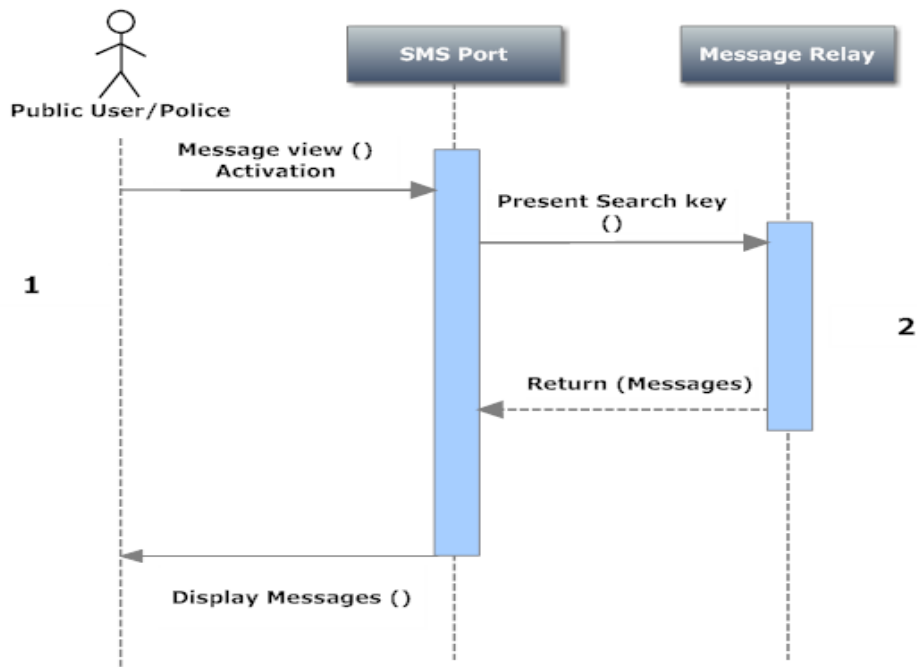 SMS Port
Message Relay
Public User/Police
Message view ()
Activation
Present Search key
()
1
2
Return (Messages)
Display Messages ()